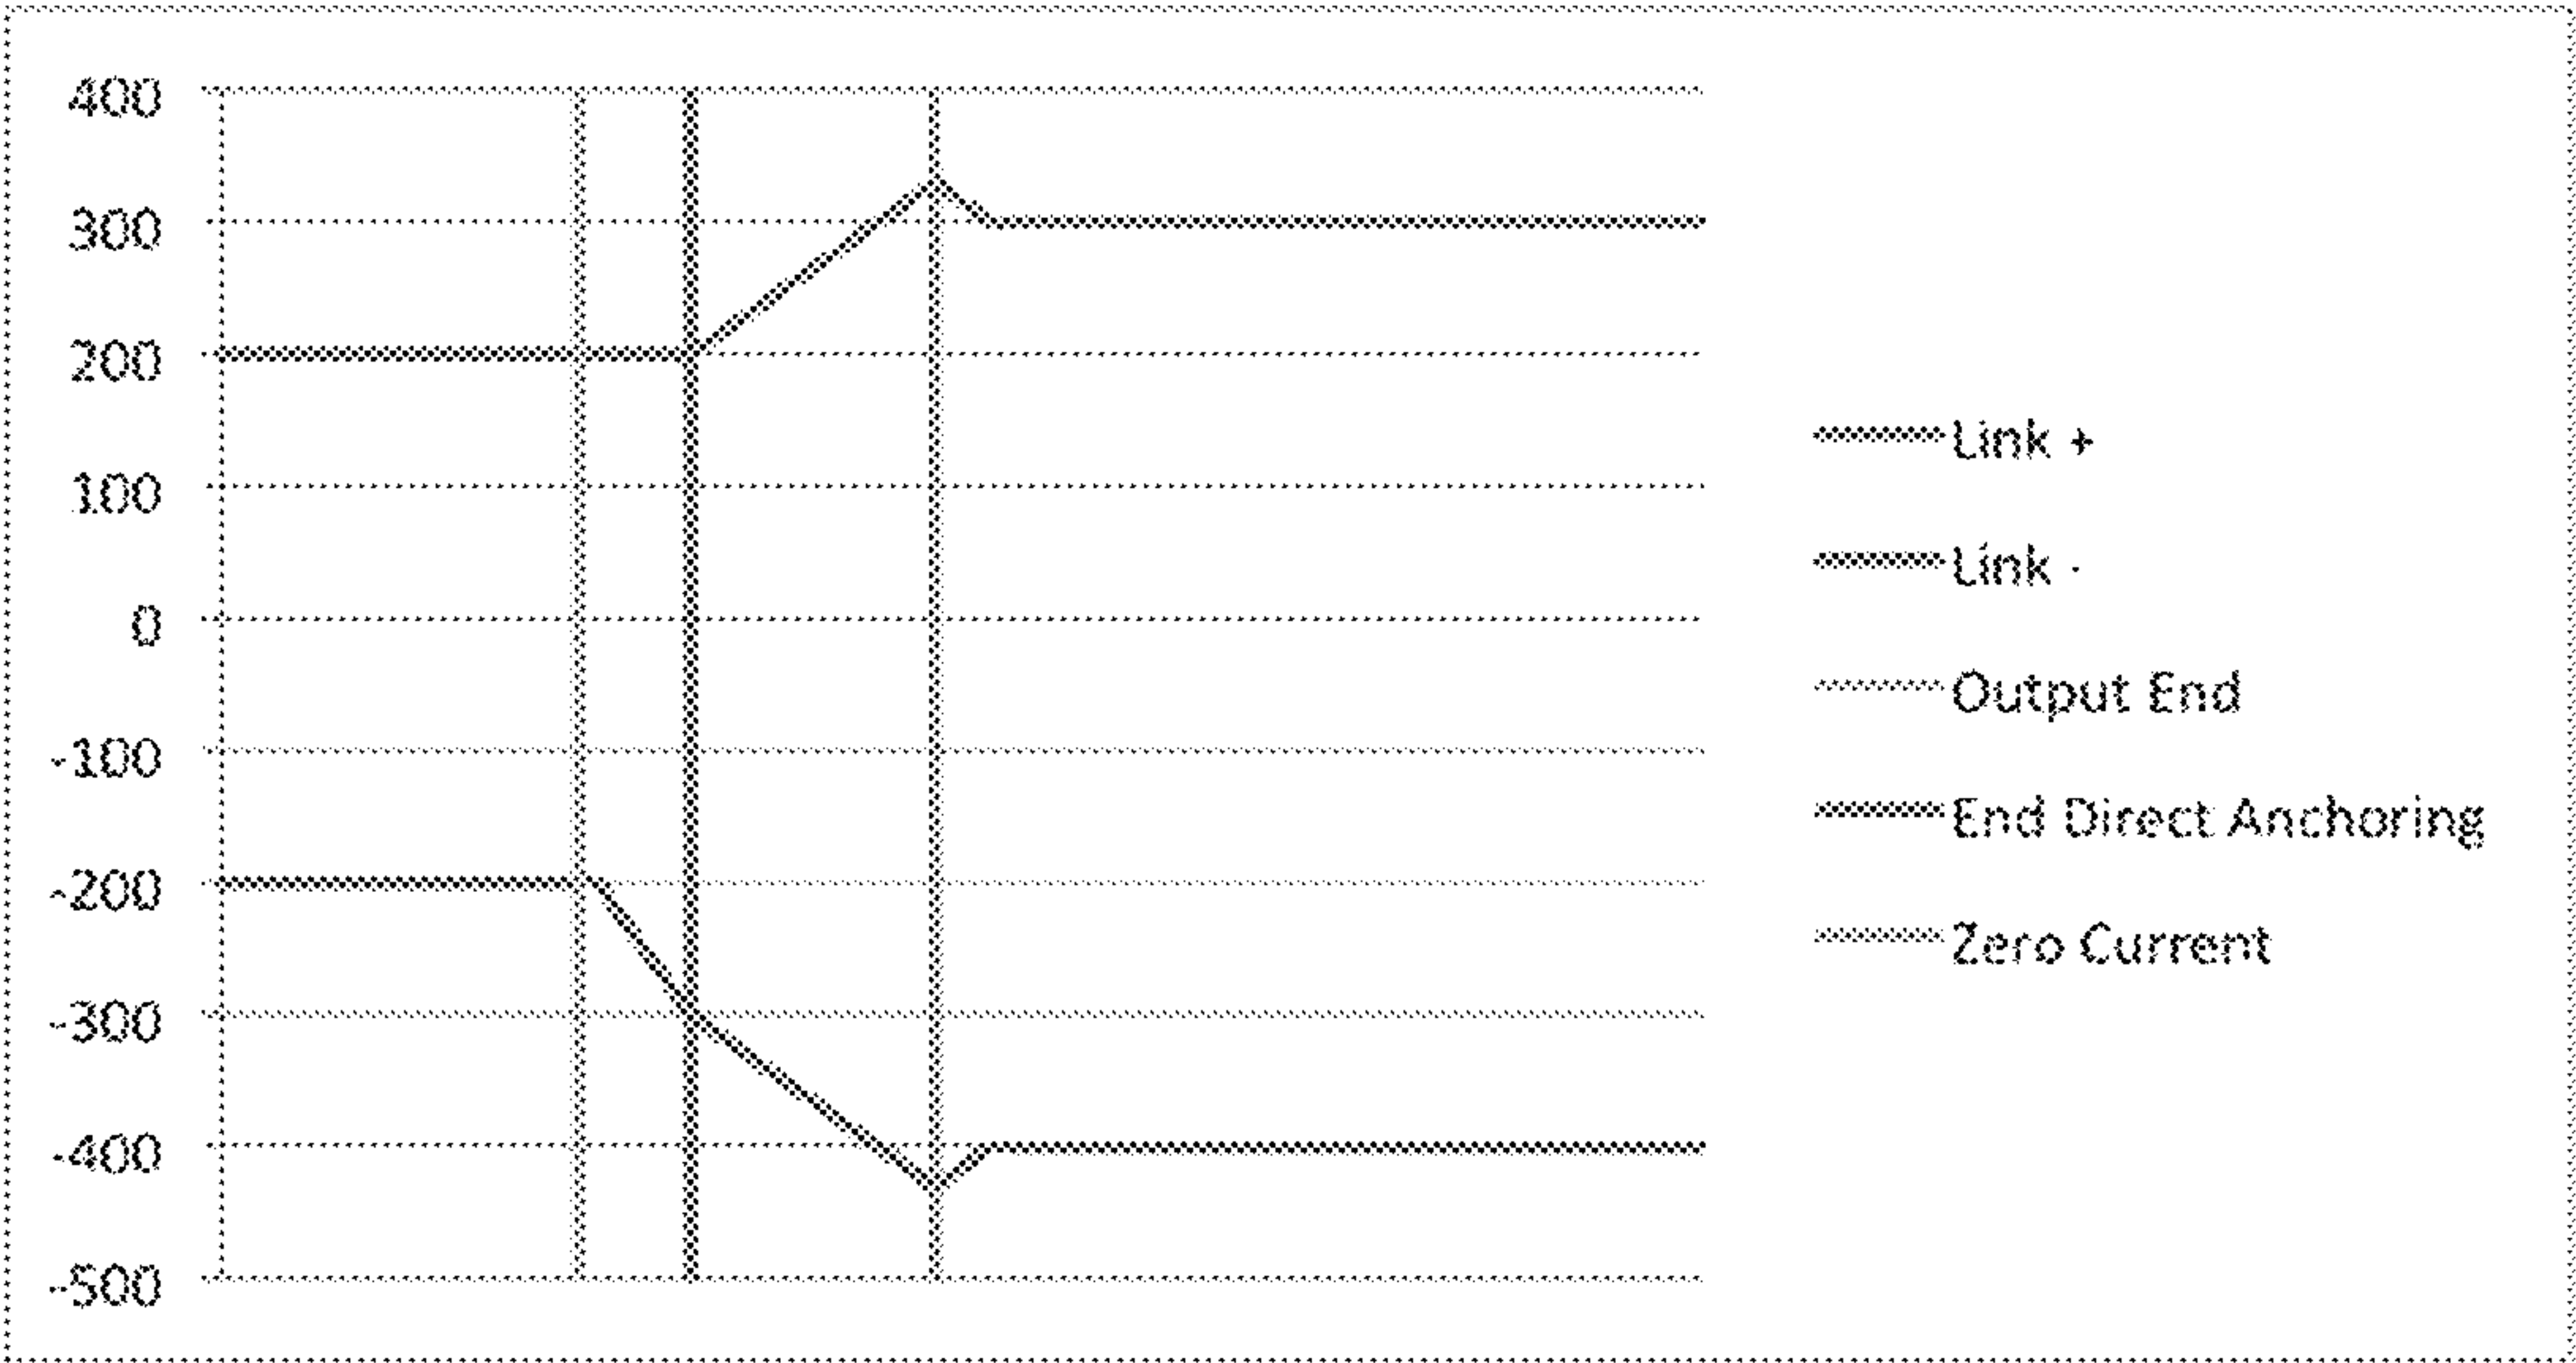 400
300
200
100
0
-100
-200
-300
-400
-500
Link +
Link -
Output End
End Direct Anchoring
Zero Current